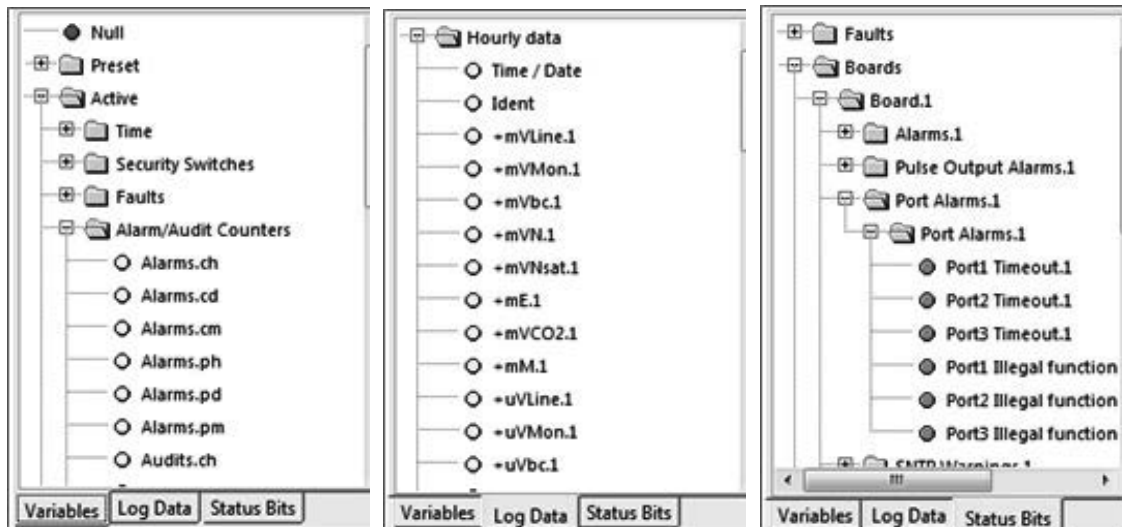 Null
Preset
Active
Time
Security Switches
Faults
Alarm/Audit Counters
Alarms.ch
Alarms.cd
Alarms.cm
Alarms.ph
Alarms.pd
Alarms.pm
Audits.ch
Variables Log Data Status Bits
Hourly data
Time / Date
Ident
+mVLine.1
+mVMon.1
+mVbc.1
+mVN.1
+mVNsat.1
+mE.1
+mVCO2.1
+mM.1
+uVLine.1
+uVMon.1
+uVbc.1
Variables Log Data Status Bits
Faults
Boards
Board.1
Alarms.1
Pulse Output Alarms.1
Port Alarms.1
Port Alarms.1
Port1 Timeout.1
Port2 Timeout.1
Port3 Timeout.1
Port1 Illegal function
Port2 Illegal function
Port3 Illegal function
SNTP Warnings.1
Variables Log Data Status Bits